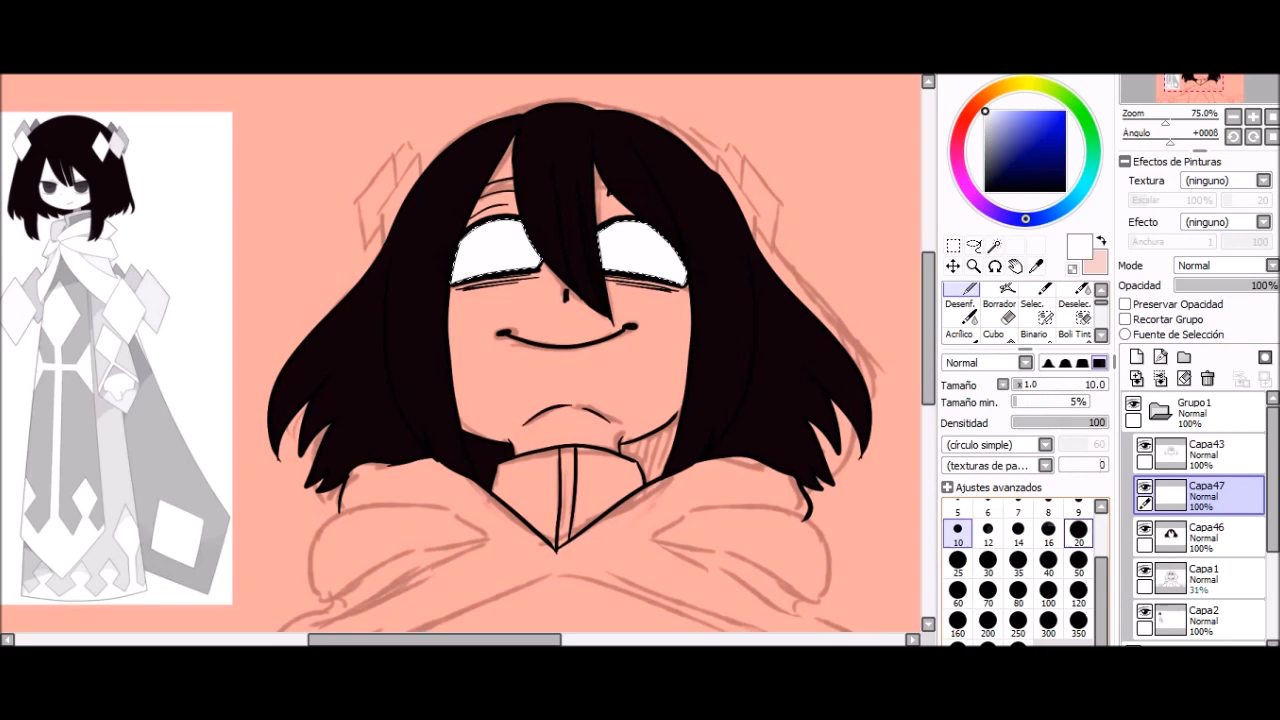 Zoom 75.0%
Ángulo +000ß
Efectos de Pinturas
Textura (ninguno)
Escalar 100% 20
Efecto (ninguno)
Anchura 1 100
Mode Normal
Opacidad 100%
Preservar Opacidad
Recortar Grupo
Fuente de Selección
Desenf. Borrador Selec. Deselec.
Acrílico Cubo Binario Boli Tint.
Normal
Tamaño x 1.0 10.0
Tamaño min. 5%
Densitidad 100
(círculo simple) 60
(texturas de pa... 0
Ajustes avanzados
5 6 7 8 9
10 12 14 16 20
25 30 35 40 50
60 70 80 100 120
160 200 250 300 350
Grupo1
Normal
100%
Capa43
Normal
100%
Capa47
Normal
100%
Capa46
Normal
100%
Capa1
Normal
31%
Capa2
Normal
100%